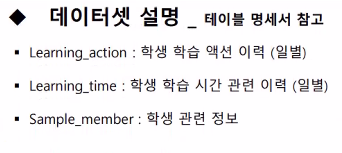 ◆ 데이터셋 설명 _ 테이블 명세서 참고
▪ Learning_action : 학생 학습 액션 이력 (일별)
▪ Learning_time : 학생 학습 시간 관련 이력 (일별)
▪ Sample_member : 학생 관련 정보